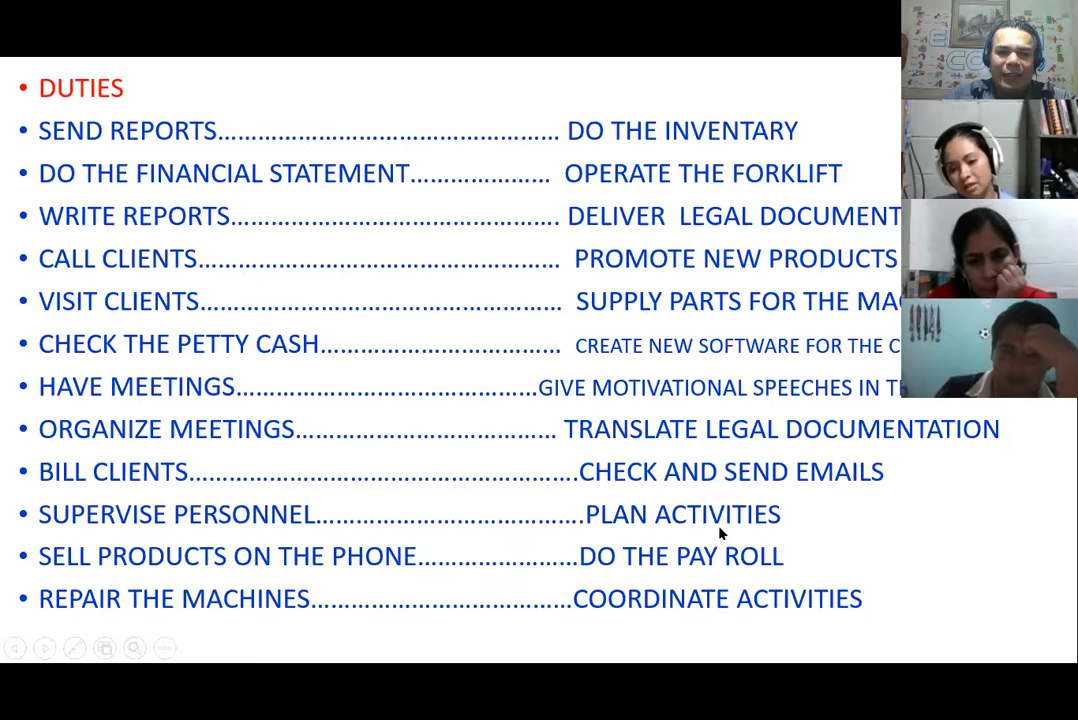 • DUTIES
• SEND REPORTS…………………………………………… DO THE INVENTARY
• DO THE FINANCIAL STATEMENT………………… OPERATE THE FORKLIFT
• WRITE REPORTS………………………………………… DELIVER LEGAL DOCUMENT
• CALL CLIENTS……………………………………………… PROMOTE NEW PRODUCTS
• VISIT CLIENTS……………………………………………… SUPPLY PARTS FOR THE
• CHECK THE PETTY CASH……………………………… CREATE NEW SOFTWARE FOR THE
• HAVE MEETINGS………………………………………GIVE MOTIVATIONAL SPEECHES IN
• ORGANIZE MEETINGS………………………………… TRANSLATE LEGAL DOCUMENTATION
• BILL CLIENTS………………………………………………….CHECK AND SEND EMAILS
• SUPERVISE PERSONNEL………………………………….PLAN ACTIVITIES
• SELL PRODUCTS ON THE PHONE……………………DO THE PAY ROLL
• REPAIR THE MACHINES…………………………………COORDINATE ACTIVITIES